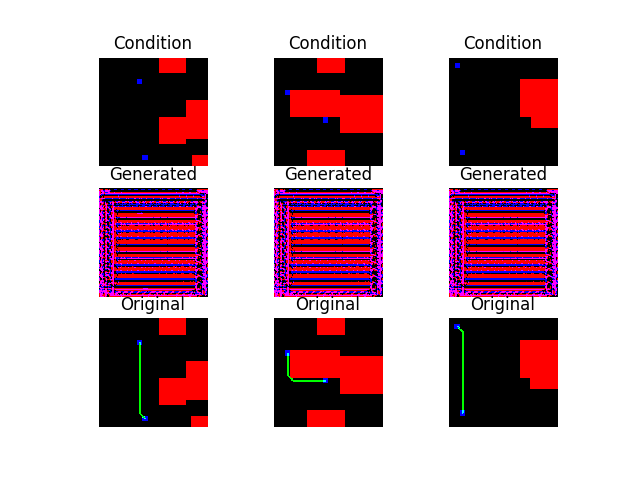 Condition Condition Condition
Generated Generated Generated
Original Original Original